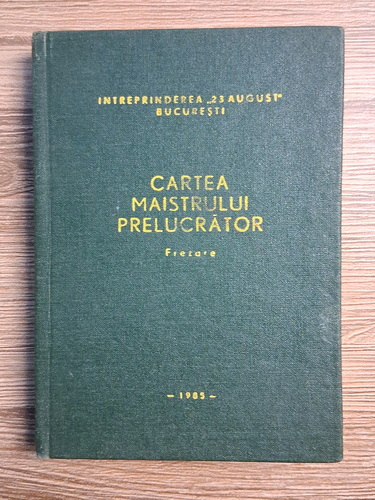 INTREPRINDEREA „23 AUGUST"
BUCUREȘTI
CARTEA
MAISTRULUI
PRELUCRĂTOR
Frezare
– 1985 –